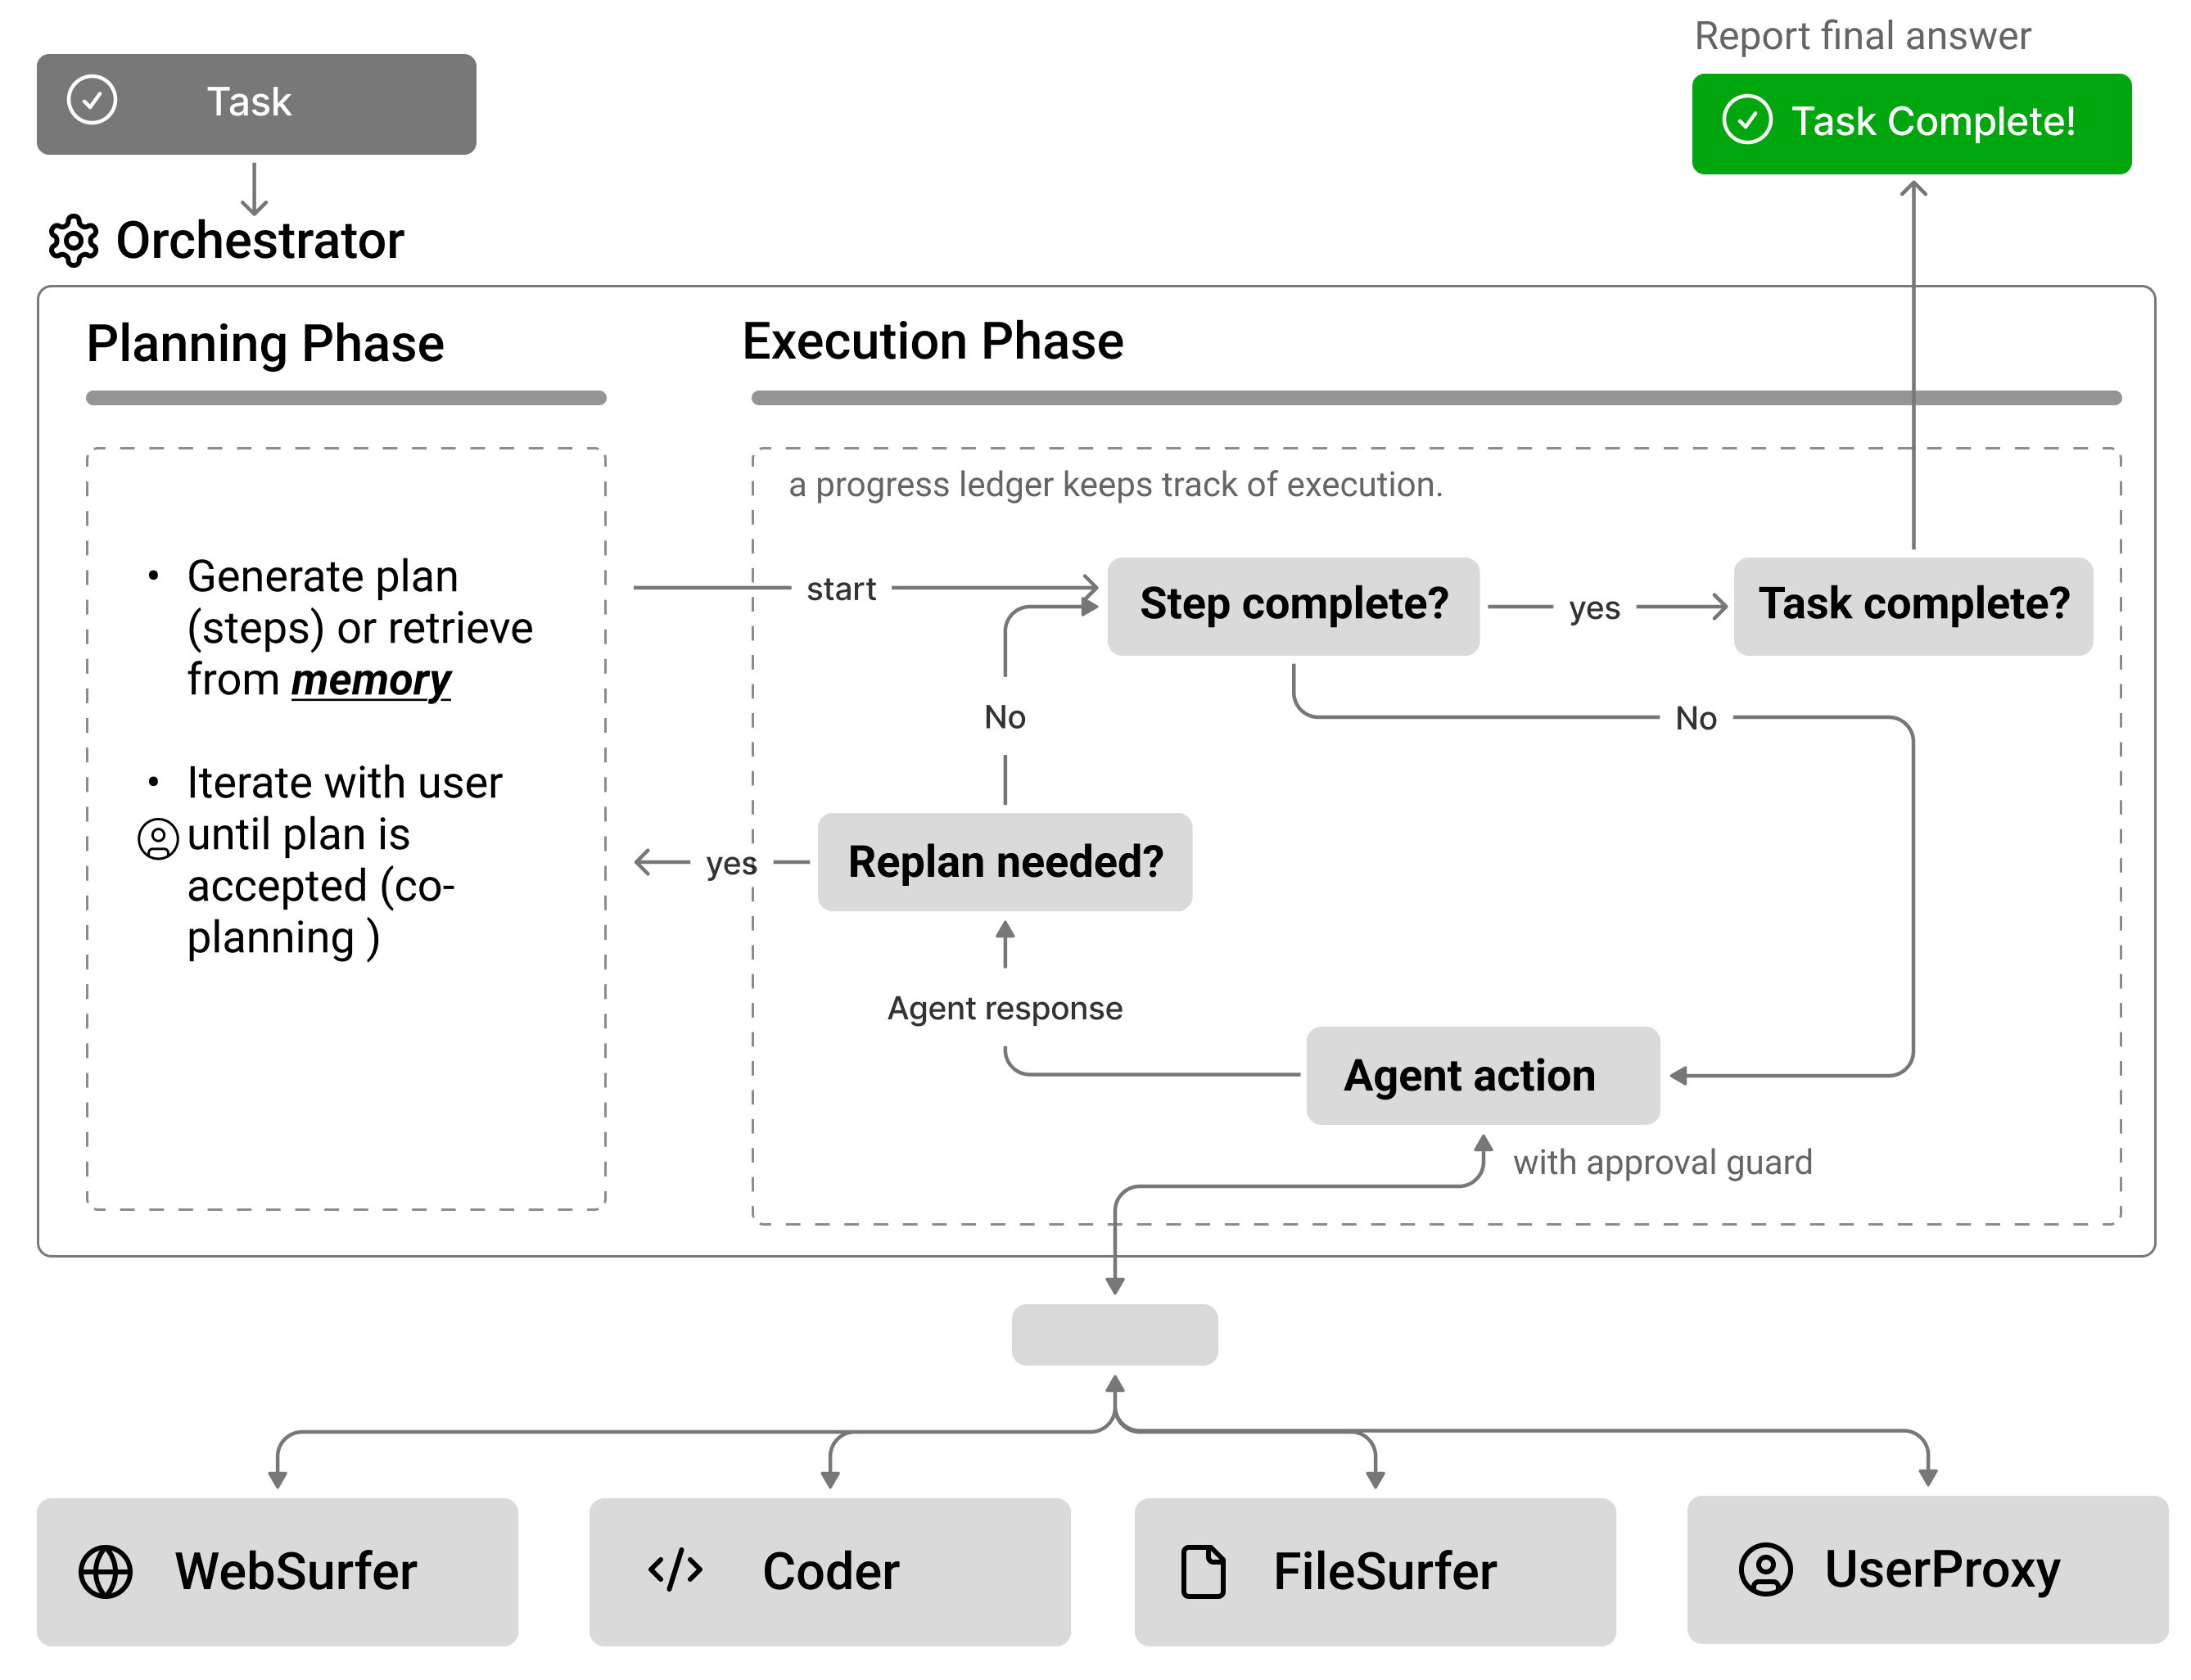 Report final answer
Task
Task Complete!
Orchestrator
Planning Phase
Execution Phase
a progress ledger keeps track of execution.
• Generate plan
(steps) or retrieve
from memory
• Iterate with user
until plan is
accepted (co-
planning )
start
Step complete?
yes
Task complete?
No
No
yes
Replan needed?
Agent response
Agent action
with approval guard
WebSurfer
Coder
FileSurfer
UserProxy